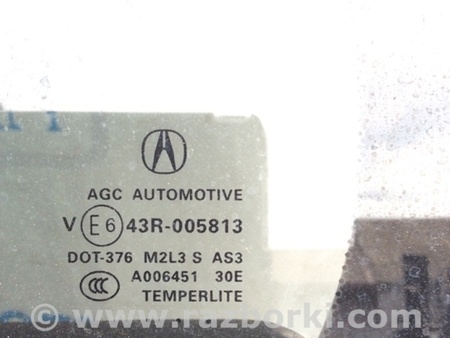 AGC AUTOMOTIVE
V E6 43R-005813
DOT-376 M2L3 S AS3
CCC A006451 30E
TEMPERLITE
© www.razborki.com